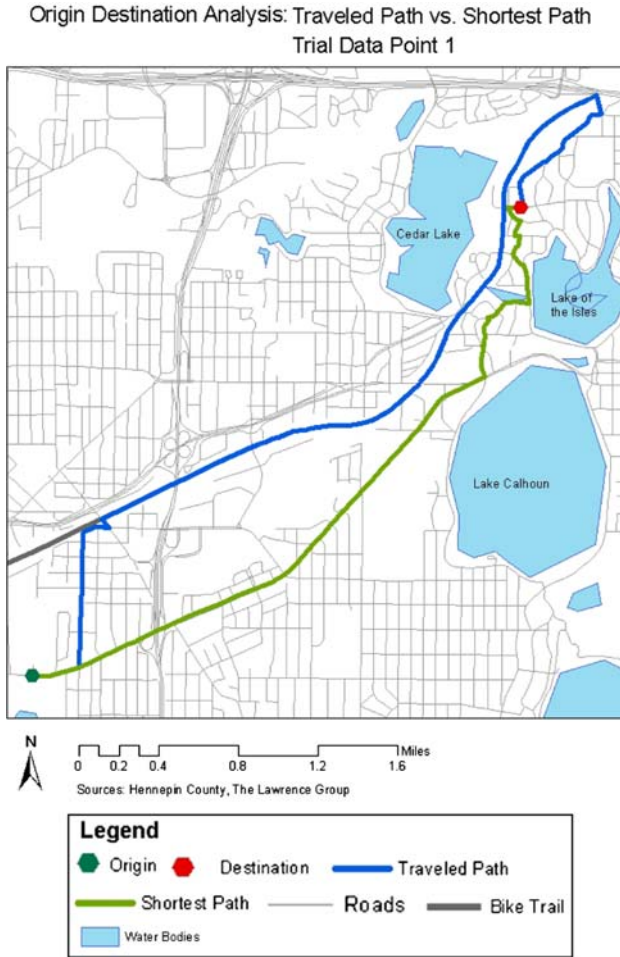 Origin Destination Analysis: Traveled Path vs. Shortest Path
Trial Data Point 1
Cedar Lake
Lake of
the Isles
Lake Calhoun
N
Miles
0 0.2 0.4 0.8 1.2 1.6
Sources: Hennepin County, The Lawrence Group
Legend
Origin Destination Traveled Path
Shortest Path Roads Bike Trail
Water Bodies